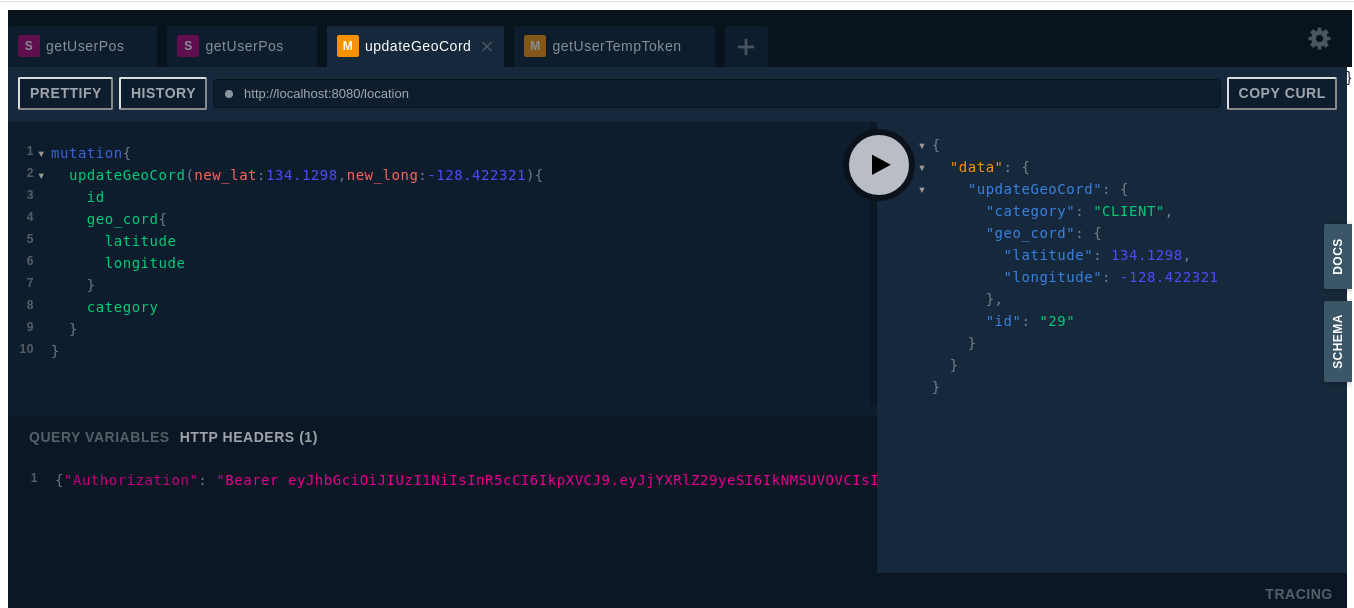 S getUserPos S getUserPos M updateGeoCord × M getUserTempToken +
PRETTIFY HISTORY http://localhost:8080/location COPY CURL }
1 mutation{
2 updateGeoCord(new_lat:134.1298,new_long:-128.422321){
3 id
4 geo_cord{
5 latitude
6 longitude
7 }
8 category
9 }
10 }
QUERY VARIABLES HTTP HEADERS (1)
1 {"Authorization": "Bearer eyJhbGciOiJIUzI1NiIsInR5cCI6IkpXVCJ9.eyJjYXRlZ29yeSI6IkNMSUVOVCIsI
{
"data": {
"updateGeoCord": {
"category": "CLIENT",
"geo_cord": {
"latitude": 134.1298,
"longitude": -128.422321
},
"id": "29"
}
}
}
DOCS
SCHEMA
TRACING